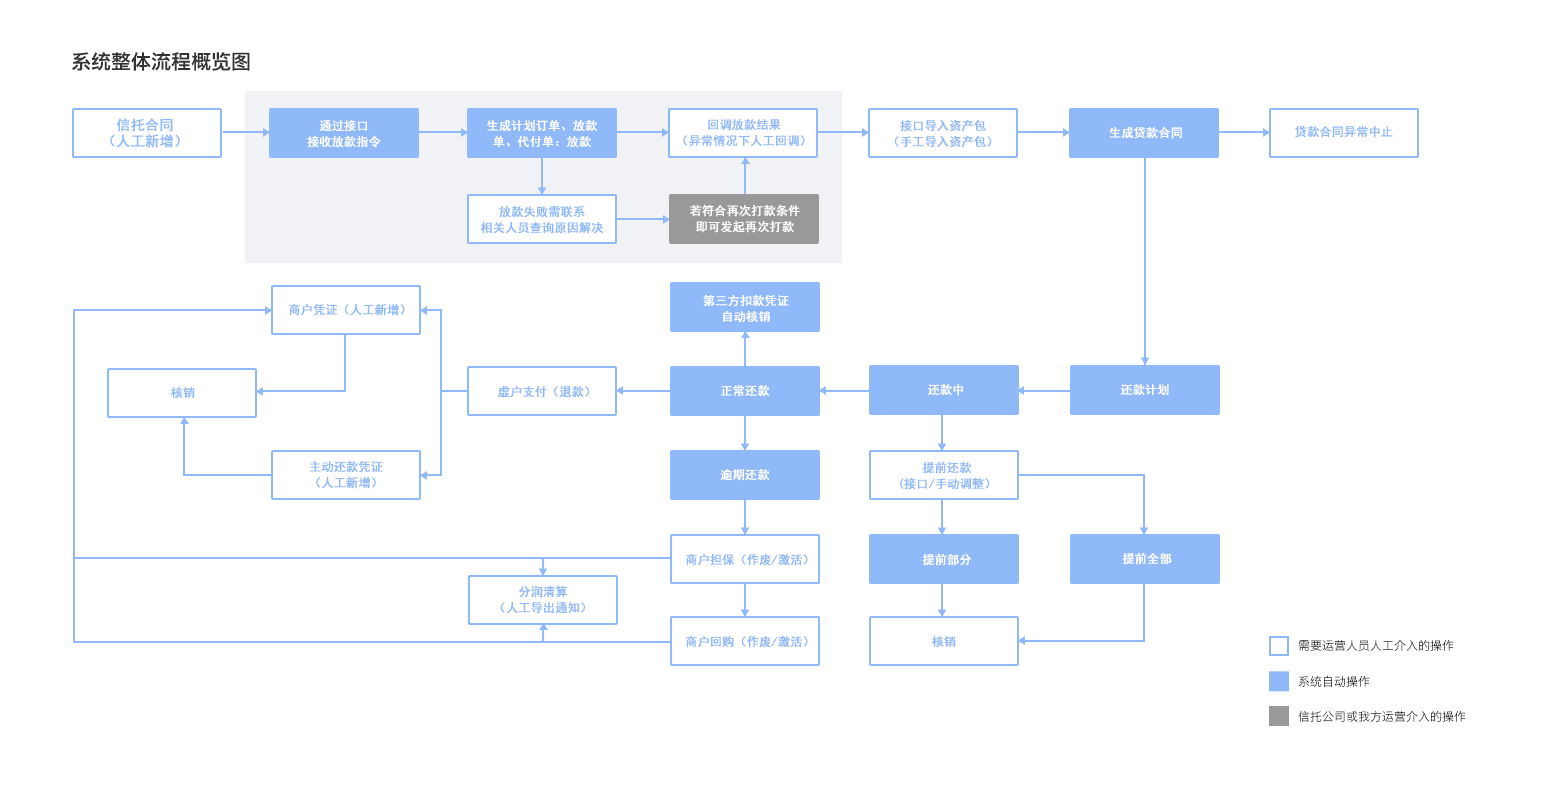 系统整体流程概览图
信托合同
（人工新增）
通过接口
接收放款指令
生成计划订单、放款
单、代付单：放款
回调放款结果
（异常情况下人工回调）
接口导入资产包
（手工导入资产包）
生成贷款合同
贷款合同异常中止
放款失败需联系
相关人员查询原因解决
若符合再次打款条件
即可发起再次打款
商户凭证（人工新增）
第三方扣款凭证
自动核销
核销
虚户支付（退款）
正常还款
还款中
还款计划
主动还款凭证
（人工新增）
逾期还款
提前还款
（接口/手动调整）
商户担保（作废/激活）
提前部分
提前全部
分润清算
（人工导出通知）
商户回购（作废/激活）
核销
需要运营人员人工介入的操作
系统自动操作
信托公司或我方运营介入的操作